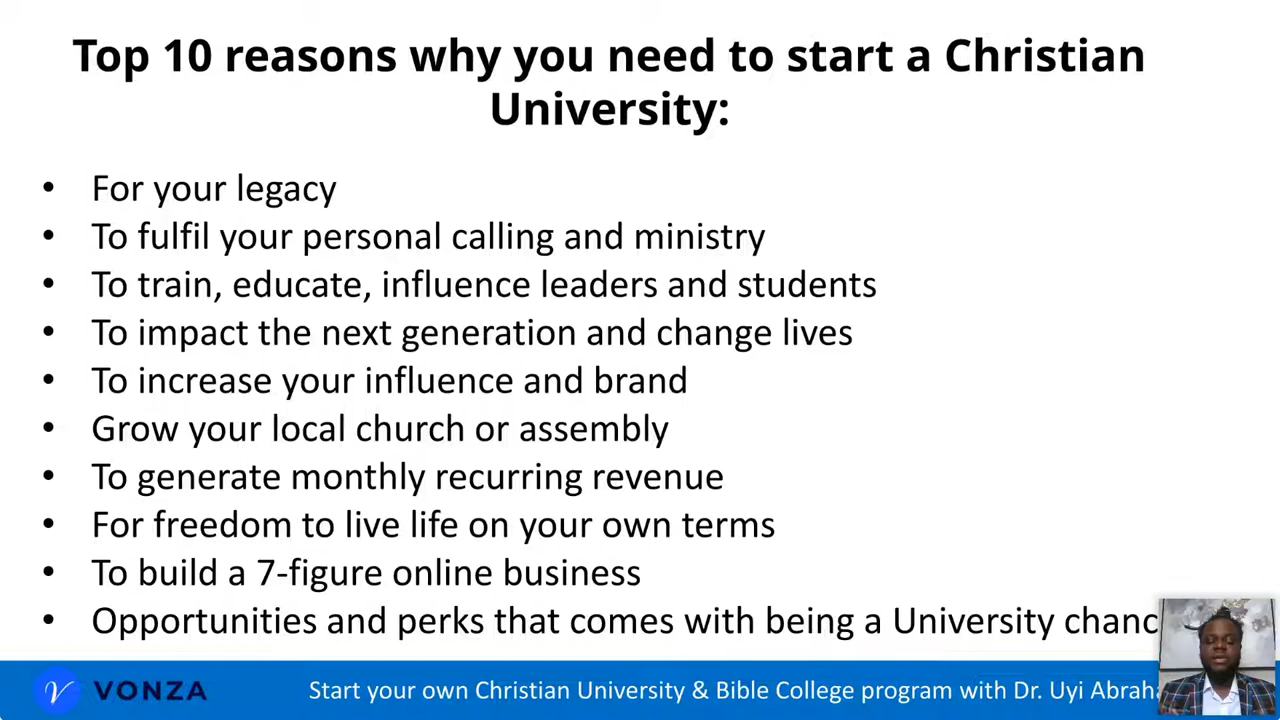 Top 10 reasons why you need to start a Christian
University:
• For your legacy
• To fulfil your personal calling and ministry
• To train, educate, influence leaders and students
• To impact the next generation and change lives
• To increase your influence and brand
• Grow your local church or assembly
• To generate monthly recurring revenue
• For freedom to live life on your own terms
• To build a 7-figure online business
• Opportunities and perks that comes with being a University chanc
VONZA
Start your own Christian University & Bible College program with Dr. Uyi Abraha